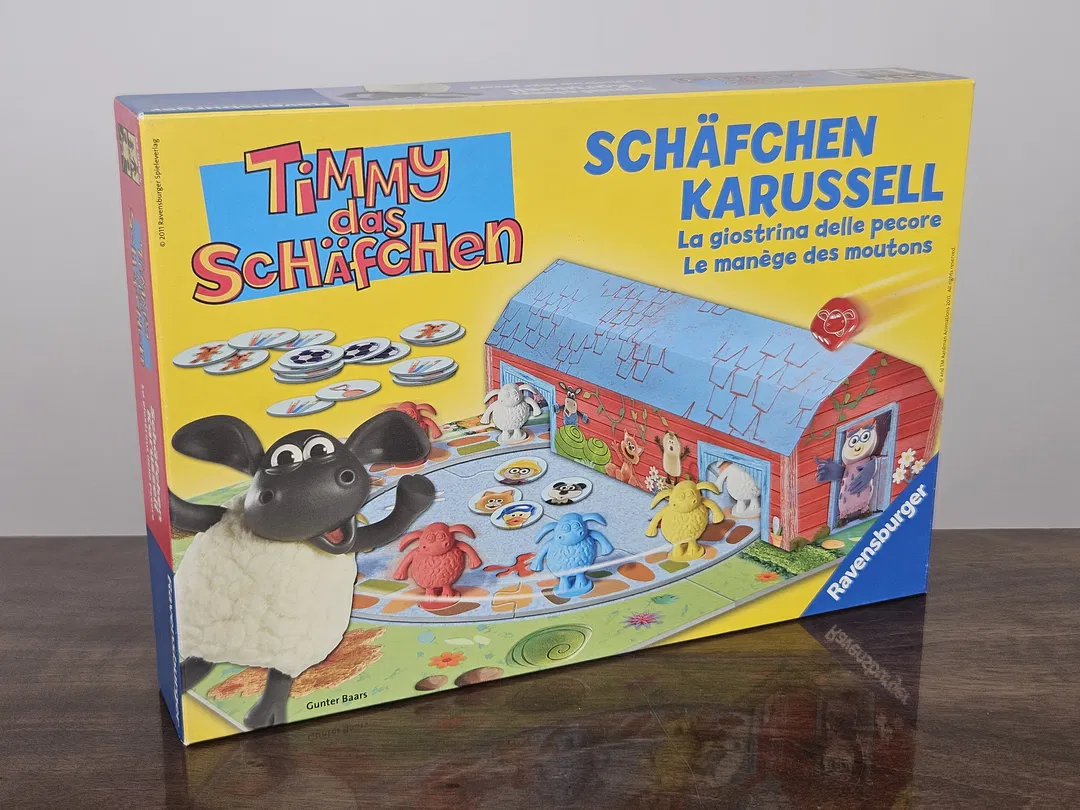 TiMMY
das
SCHÄFCHEN
SCHÄFCHEN
KARUSSELL
La giostrina delle pecore
Le manège des moutons
© 2011 Ravensburger Spieleverlag
Ravensburger
Gunter Baars
Ravensburger